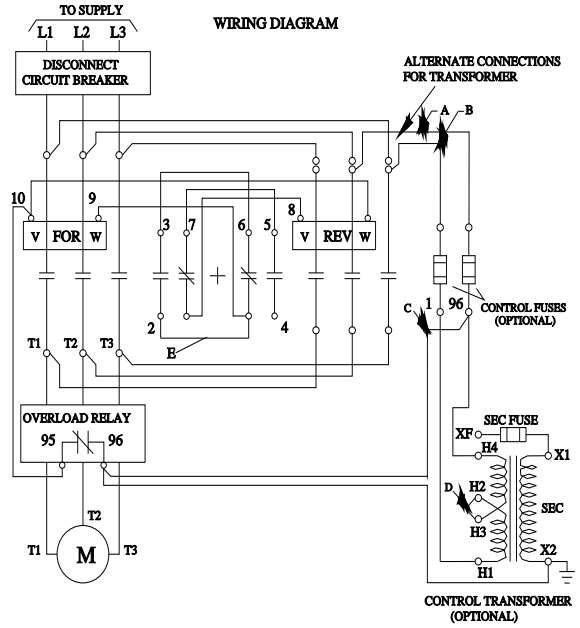 TO SUPPLY
WIRING DIAGRAM
L1 L2 L3
DISCONNECT
CIRCUIT BREAKER
ALTERNATE CONNECTIONS
FOR TRANSFORMER
A B
10 9 3 7 6 5 8
V FOR W
V REV W
2 4
E
C 1 96
CONTROL FUSES
(OPTIONAL)
T1 T2 T3
OVERLOAD RELAY
95 96
SEC FUSE
XF
H4 X1
D H2
SEC
H3
T2
T1 M T3
X2
H1
CONTROL TRANSFORMER
(OPTIONAL)